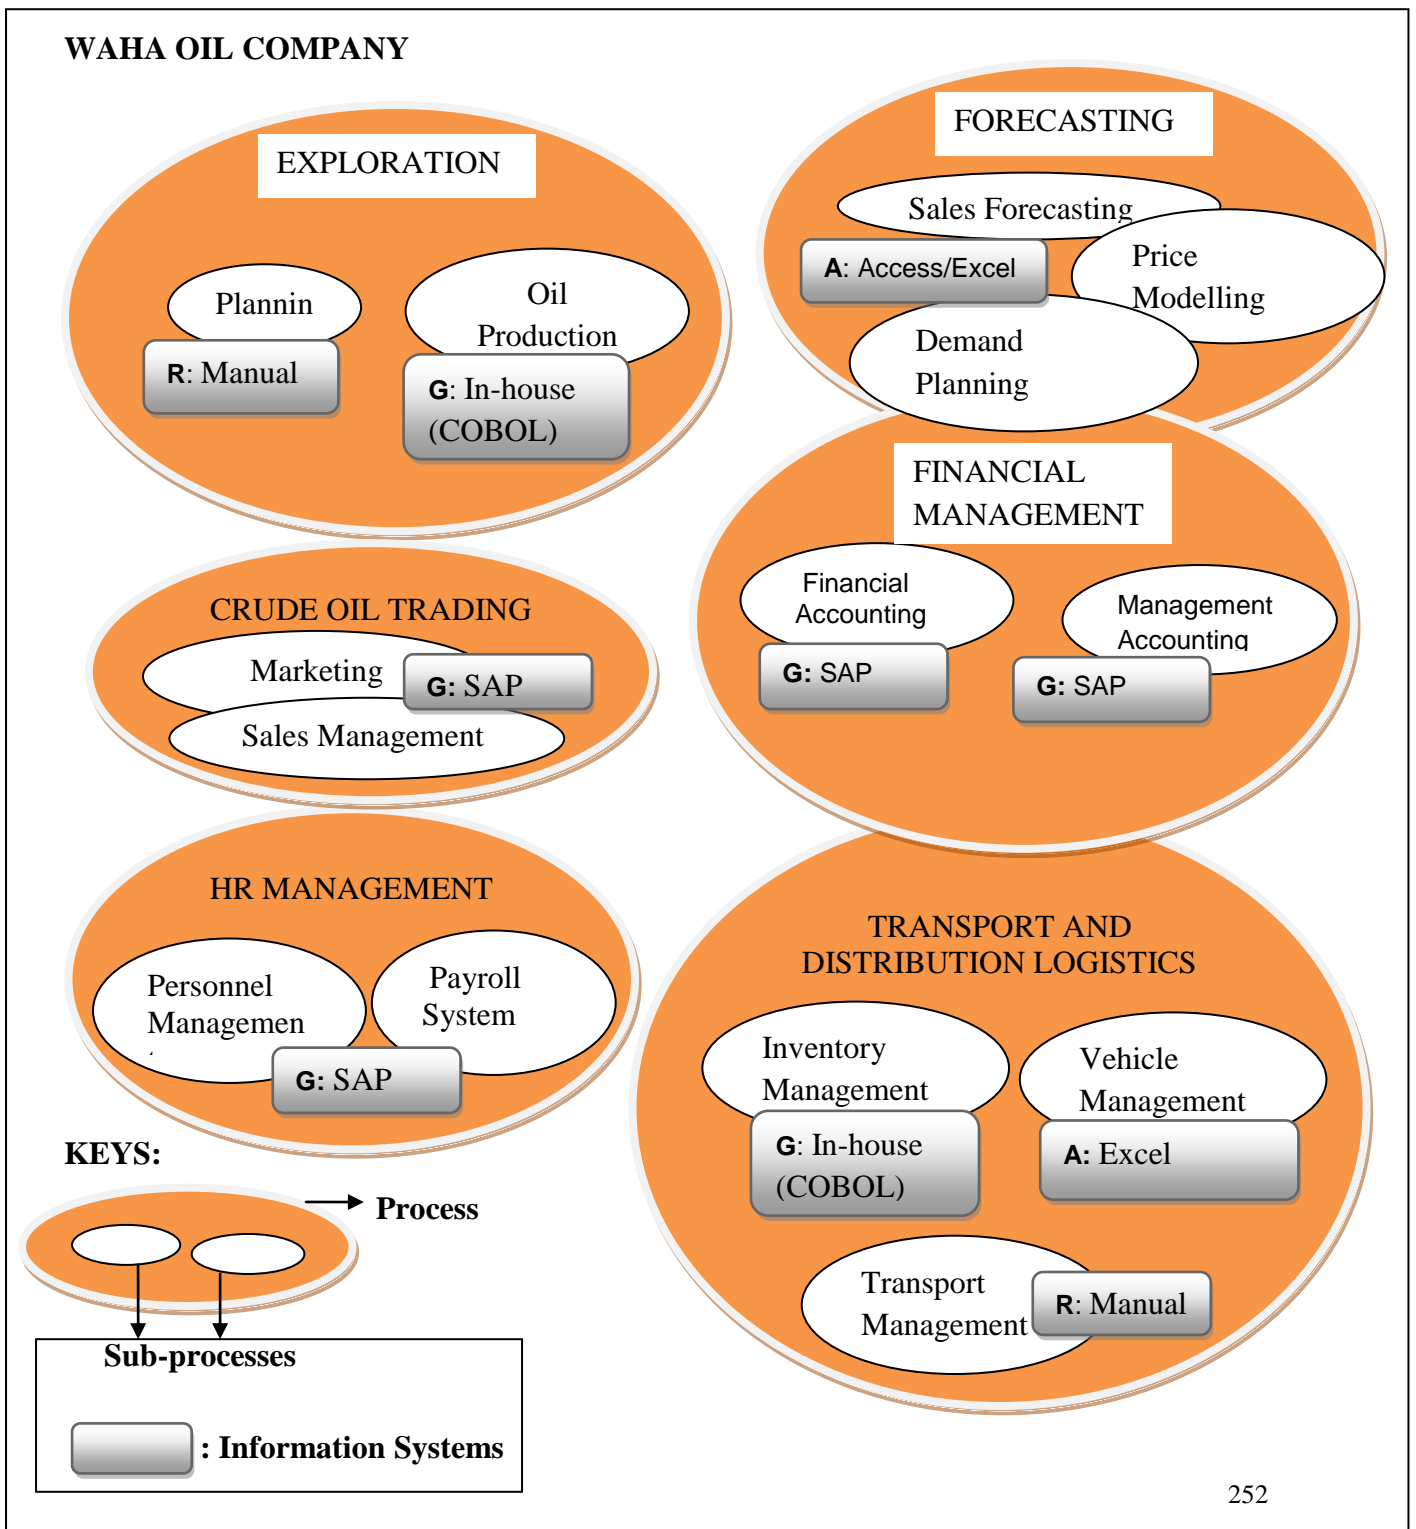 WAHA OIL COMPANY
EXPLORATION
Plannin
R: Manual
Oil
Production
G: In-house
(COBOL)
FORECASTING
Sales Forecasting
A: Access/Excel
Price
Modelling
Demand
Planning
CRUDE OIL TRADING
Marketing
G: SAP
Sales Management
FINANCIAL
MANAGEMENT
Financial
Accounting
G: SAP
Management
Accounting
G: SAP
HR MANAGEMENT
Personnel
Managemen
Payroll
System
G: SAP
TRANSPORT AND
DISTRIBUTION LOGISTICS
Inventory
Management
G: In-house
(COBOL)
Vehicle
Management
A: Excel
Transport
Management
R: Manual
KEYS:
Process
Sub-processes
: Information Systems
252